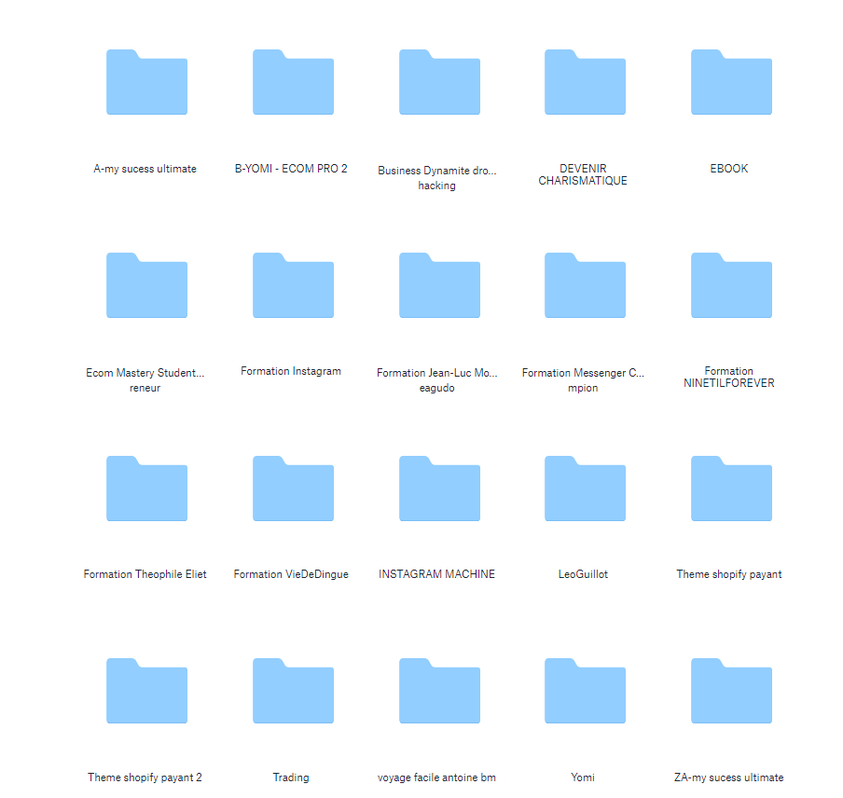 A-my sucess ultimate
B-YOMI - ECOM PRO 2
Business Dynamite dro...
hacking
DEVENIR
CHARISMATIQUE
EBOOK
Ecom Mastery Student...
reneur
Formation Instagram
Formation Jean-Luc Mo...
eagudo
Formation Messenger C...
mpion
Formation
NINETILFOREVER
Formation Theophile Eliet
Formation VieDeDingue
INSTAGRAM MACHINE
LeoGuillot
Theme shopify payant
Theme shopify payant 2
Trading
voyage facile antoine bm
Yomi
ZA-my sucess ultimate